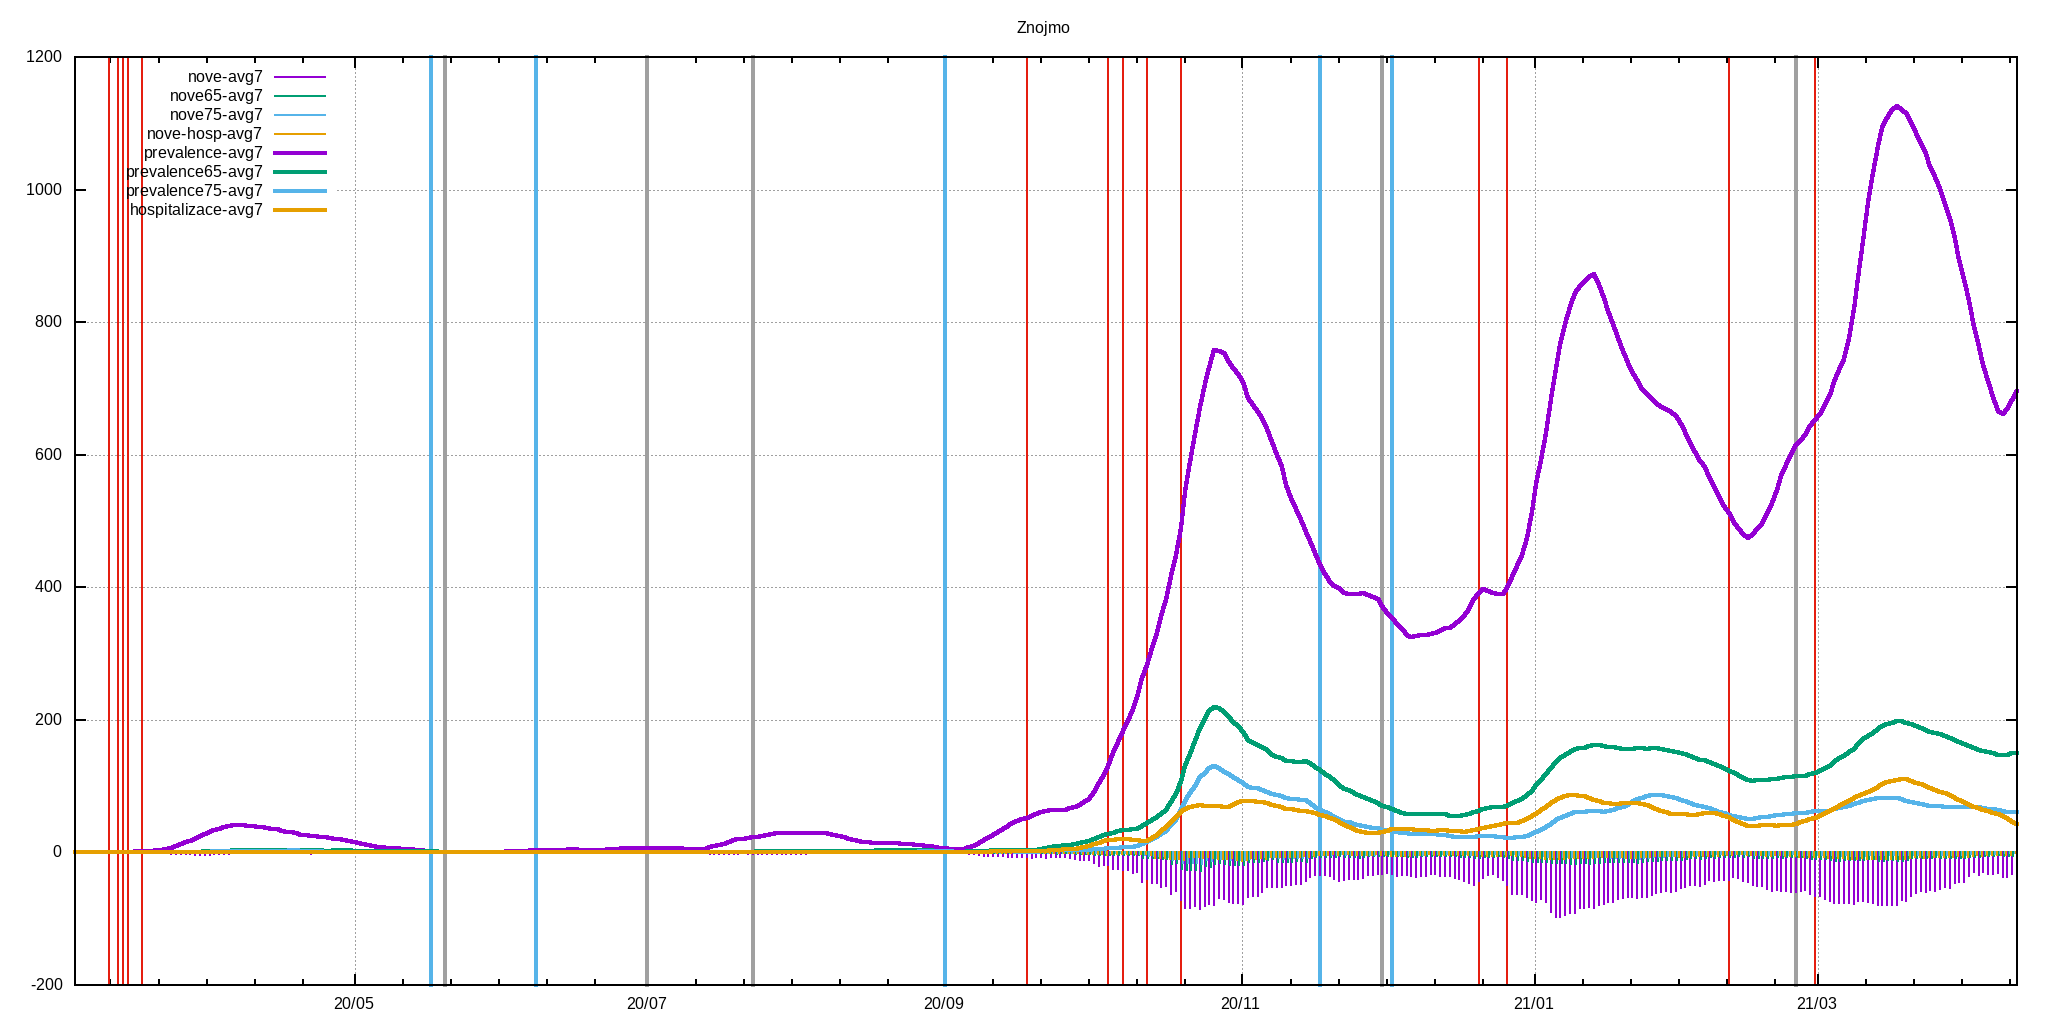 Znojmo
1200
1000
800
600
400
200
0
-200
nove-avg7
nove65-avg7
nove75-avg7
nove-hosp-avg7
prevalence-avg7
prevalence65-avg7
prevalence75-avg7
hospitalizace-avg7
20/05 20/07 20/09 20/11 21/01 21/03